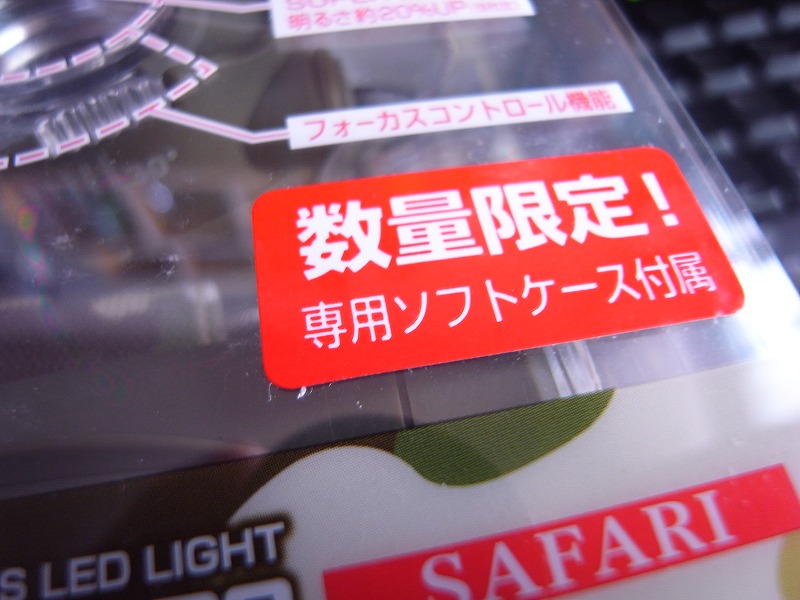 明るさ約20%UP
フォーカスコントロール機能
数量限定!
専用ソフトケース付属
S LED LIGHT
SAFARI